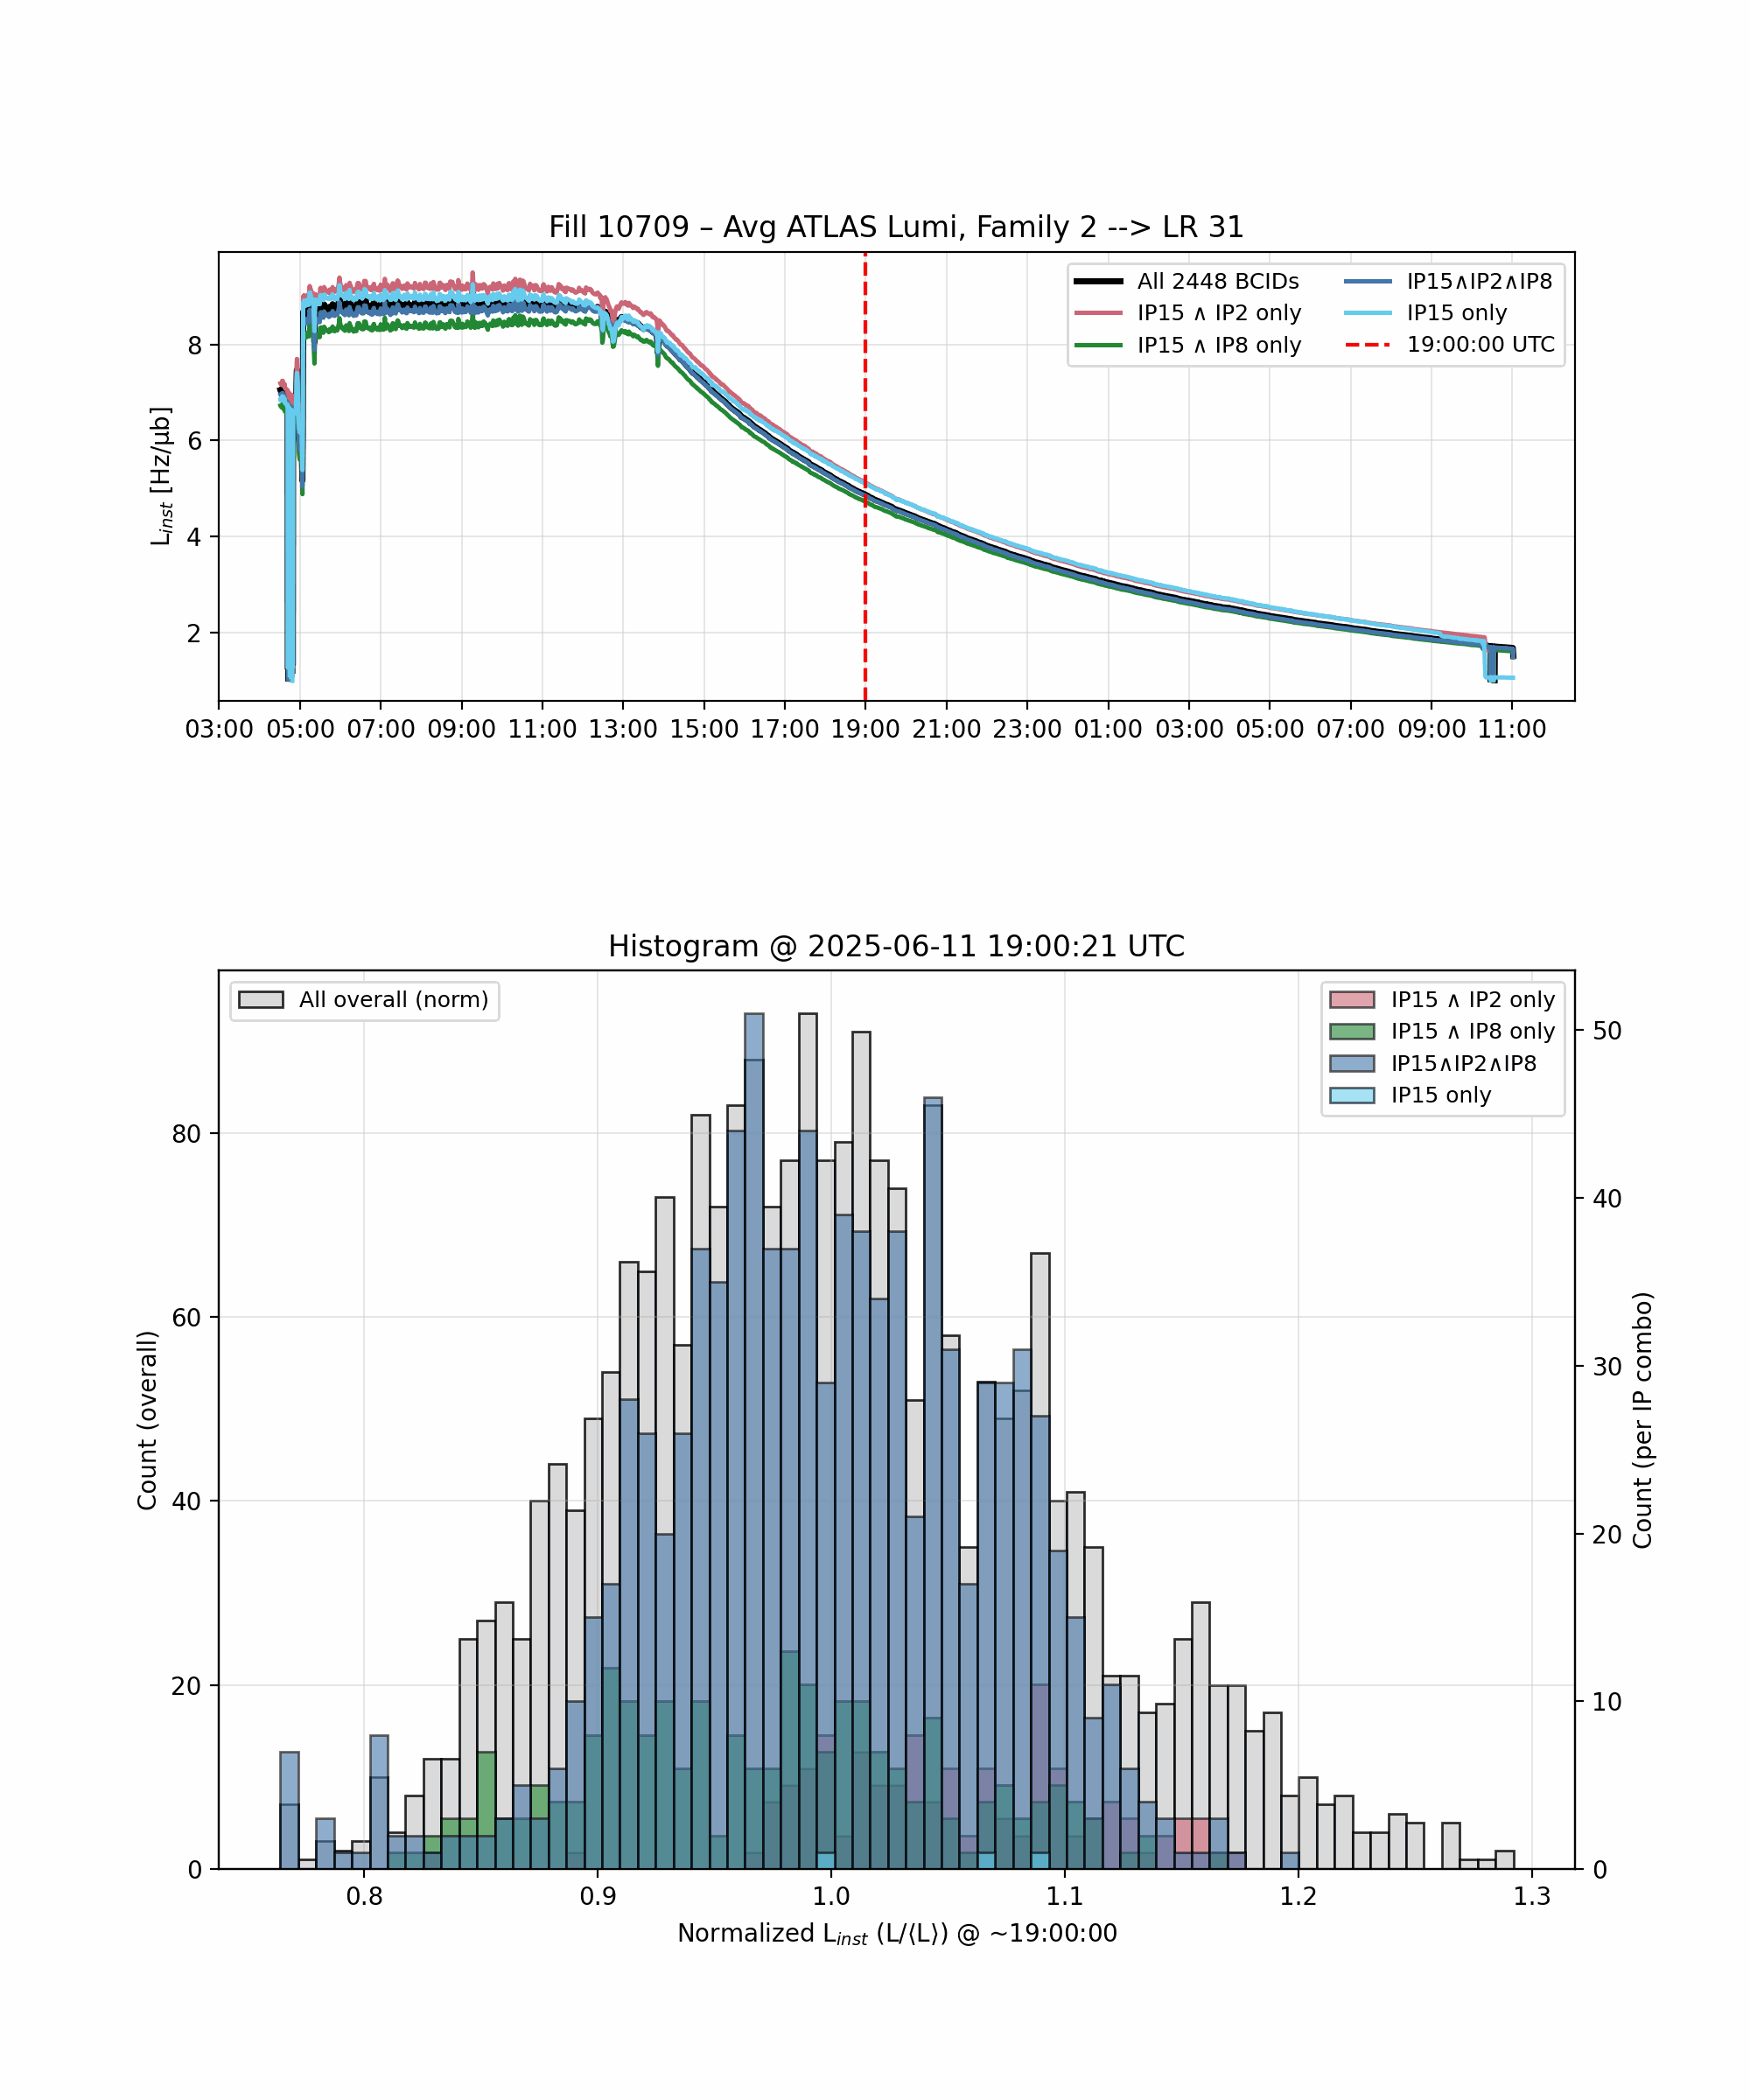 Fill 10709 – Avg ATLAS Lumi, Family 2 --> LR 31
All 2448 BCIDs
IP15 ∧ IP2 only
IP15 ∧ IP8 only
IP15∧IP2∧IP8
IP15 only
19:00:00 UTC
L_inst [Hz/μb]
8
6
4
2
03:00 05:00 07:00 09:00 11:00 13:00 15:00 17:00 19:00 21:00 23:00 01:00 03:00 05:00 07:00 09:00 11:00
Histogram @ 2025-06-11 19:00:21 UTC
All overall (norm)
IP15 ∧ IP2 only
IP15 ∧ IP8 only
IP15∧IP2∧IP8
IP15 only
Count (overall)
80
60
40
20
0
50
40
30
20
10
0
Count (per IP combo)
0.8 0.9 1.0 1.1 1.2 1.3
Normalized L_inst (L/⟨L⟩) @ ~19:00:00